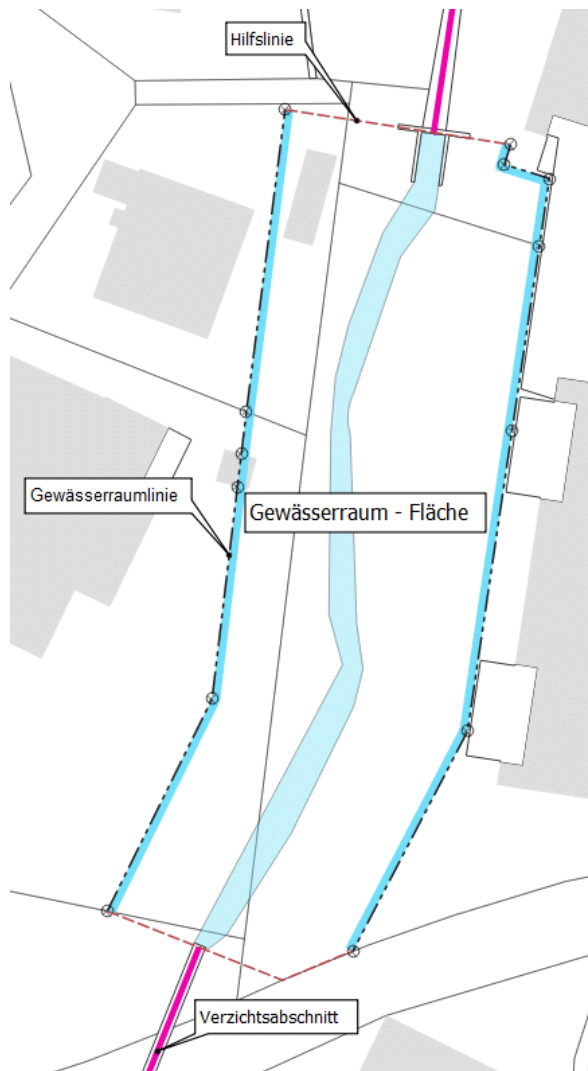 Hilfslinie
Gewässerraumlinie
Gewässerraum - Fläche
Verzichtsabschnitt